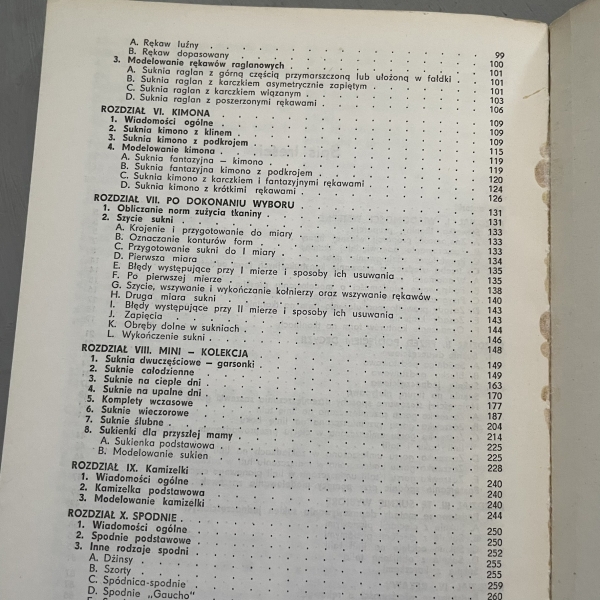 A. Rękaw luźny 99
B. Rękaw dopasowany 100
3. Modelowanie rękawów raglanowych 101
A. Suknia raglan z górną częścią przymarszczoną lub ułożoną w fałdki 101
B. Suknia raglan z karczkiem asymetrycznie zapiętym 101
C. Suknia raglan z karczkiem wiązanym 103
D. Suknia raglan z poszerzonymi rękawami 106
ROZDZIAŁ VI. KIMONA 109
1. Wiadomości ogólne 109
2. Suknia kimono z klinem 109
3. Suknia kimono z podkrojem 115
4. Modelowanie kimona 119
A. Suknia fantazyjna – kimono 119
B. Suknia fantazyjna kimono z podkrojem 120
C. Suknia kimono z karczkiem i fantazyjnymi rękawami 124
D. Suknia kimono z krótkimi rękawami 126
ROZDZIAŁ VII. PO DOKONANIU WYBORU 131
1. Obliczanie norm zużycia tkaniny 131
2. Szycie sukni 133
A. Krojenie i przygotowanie do miary 133
B. Oznaczanie konturów form 133
C. Przygotowanie sukni do I miary 134
D. Pierwsza miara 135
E. Błędy występujące przy I mierze i sposoby ich usuwania 135
F. Po pierwszej mierze 138
G. Szycie, wszywanie i wykończanie kołnierzy oraz wszywanie rękawów 140
H. Druga miara sukni 143
I. Błędy występujące przy II mierze i sposoby ich usuwania 143
J. Zapięcia 144
K. Obręby dolne w sukniach 146
L. Wykończenie sukni 148
ROZDZIAŁ VIII. MINI – KOLEKCJA 149
1. Suknia dwuczęściowe – garsonki 149
2. Suknie całodzienne 163
3. Suknie na ciepłe dni 170
4. Suknie na upalne dni 177
5. Komplety wczasowe 187
6. Suknie wieczorowe 204
7. Suknie ślubne 214
8. Sukienki dla przyszłej mamy 225
A. Sukienka podstawowa 225
B. Modelowanie sukien 228
ROZDZIAŁ IX. Kamizelki 240
1. Wiadomości ogólne 240
2. Kamizelka podstawowa 240
3. Modelowanie kamizelki 244
ROZDZIAŁ X. SPODNIE 250
1. Wiadomości ogólne 250
2. Spodnie podstawowe 252
3. Inne rodzaje spodni 255
A. Dżinsy 255
B. Szorty 259
C. Spódnica-spodnie 260
D. Spodnie „Gaucho"